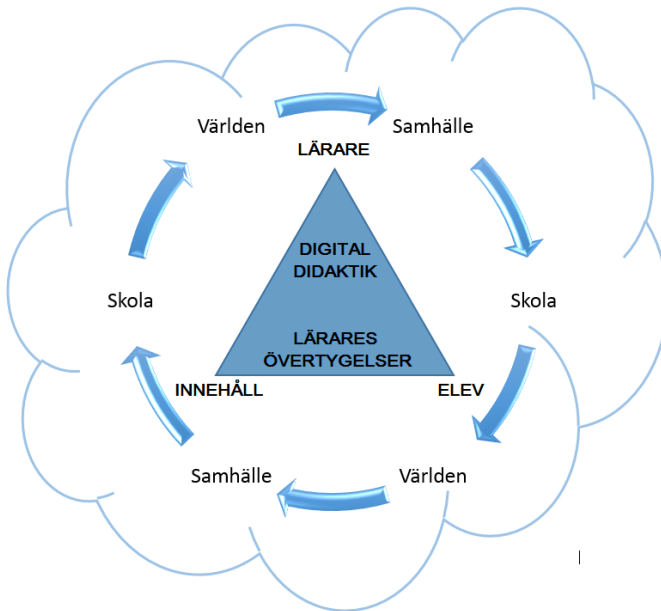 Världen
Samhälle
LÄRARE
DIGITAL
DIDAKTIK
Skola
Skola
LÄRARES
ÖVERTYGELSER
INNEHÅLL
ELEV
Samhälle
Världen